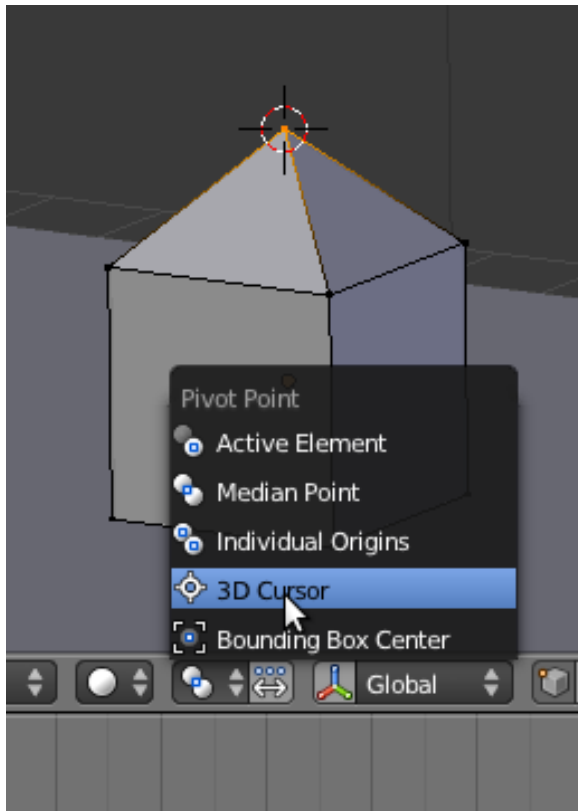 Pivot Point
Active Element
Median Point
Individual Origins
3D Cursor
Bounding Box Center
Global